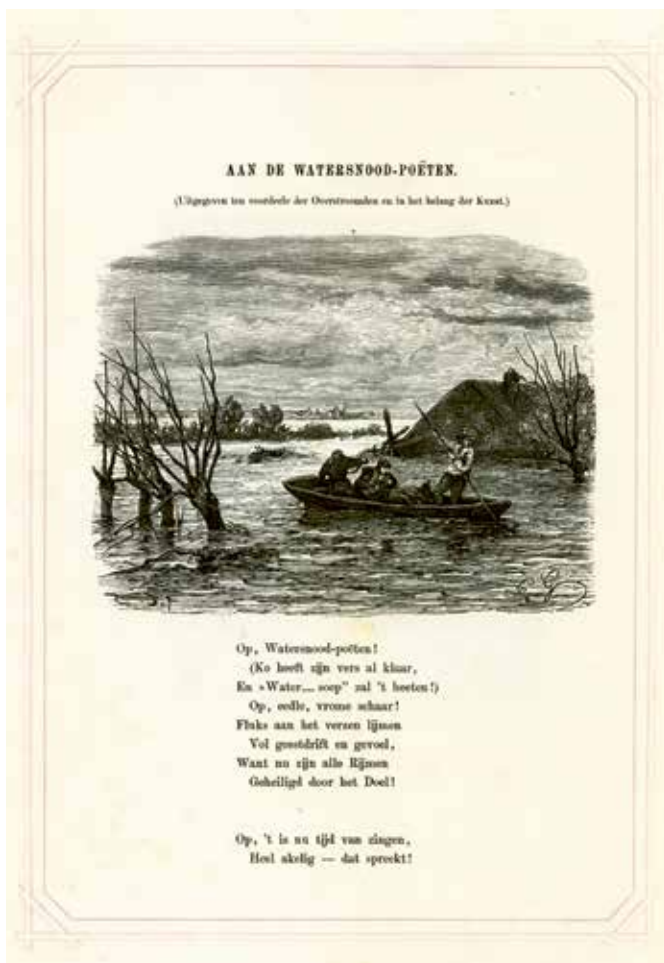 AAN DE WATERSNOOD-POËTEN.
(Uitgegeven ten voordeele der Overstroomden en in het belang der Kunst.)
Op, Watersnood-poëten!
(Ko heeft zijn vers al klaar,
En »Water.... soep" zal 't heeten!)
Op, eedle, vrome schaar!
Fluks aan het verzen lijmen
Vol geestdrift en gevoel,
Want nu zijn alle Rijmen
Geheiligd door het Doel!
Op, 't is nu tijd van zingen,
Heel akelig — dat spreekt!